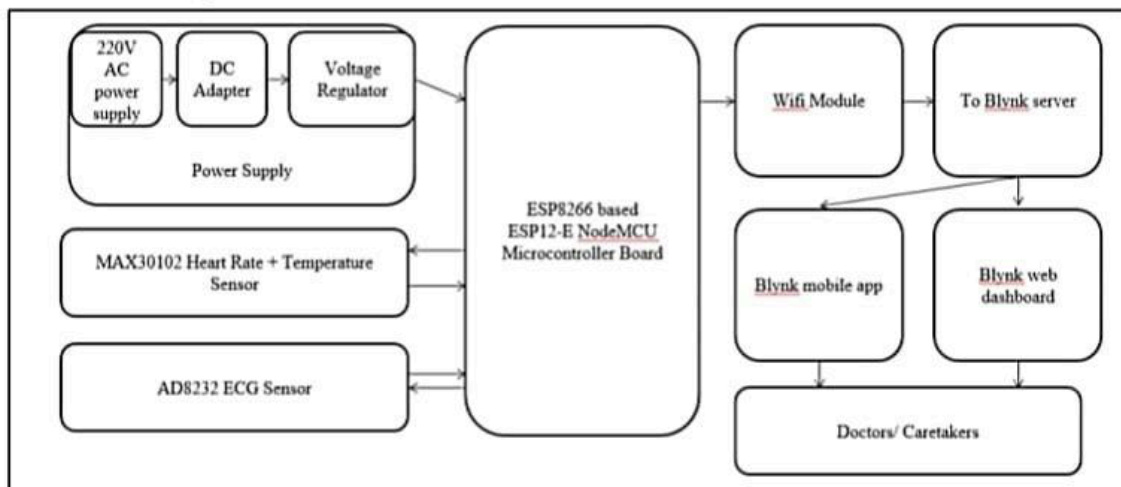 220V
AC
power
supply
DC
Adapter
Voltage
Regulator
Power Supply
MAX30102 Heart Rate + Temperature
Sensor
AD8232 ECG Sensor
ESP8266 based
ESP12-E NodeMCU
Microcontroller Board
Wifi Module
To Blynk server
Blynk mobile app
Blynk web
dashboard
Doctors/ Caretakers